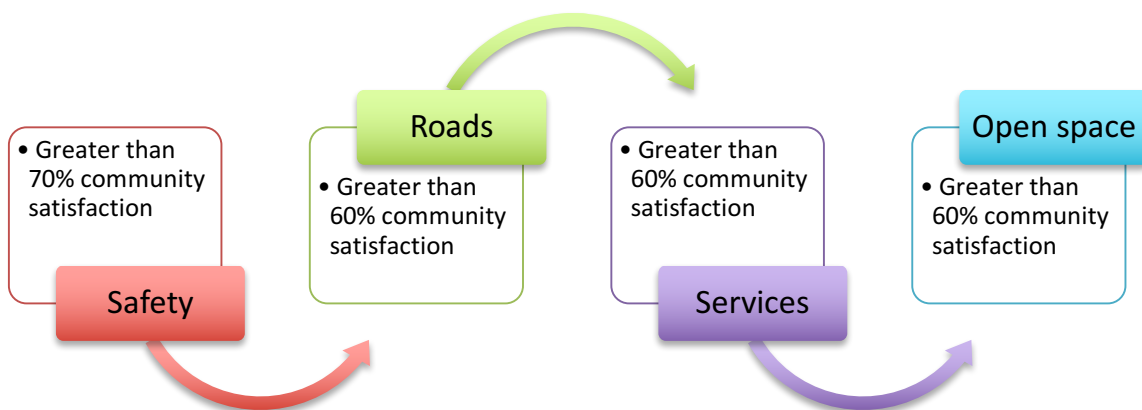 • Greater than
70% community
satisfaction
Safety
Roads
• Greater than
60% community
satisfaction
• Greater than
60% community
satisfaction
Services
Open space
• Greater than
60% community
satisfaction